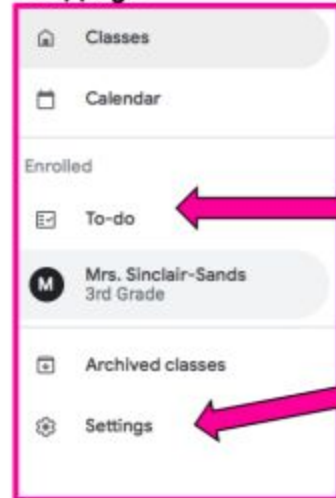 Classes
Calendar
Enrolled
To-do
M
Mrs. Sinclair-Sands
3rd Grade
Archived classes
Settings